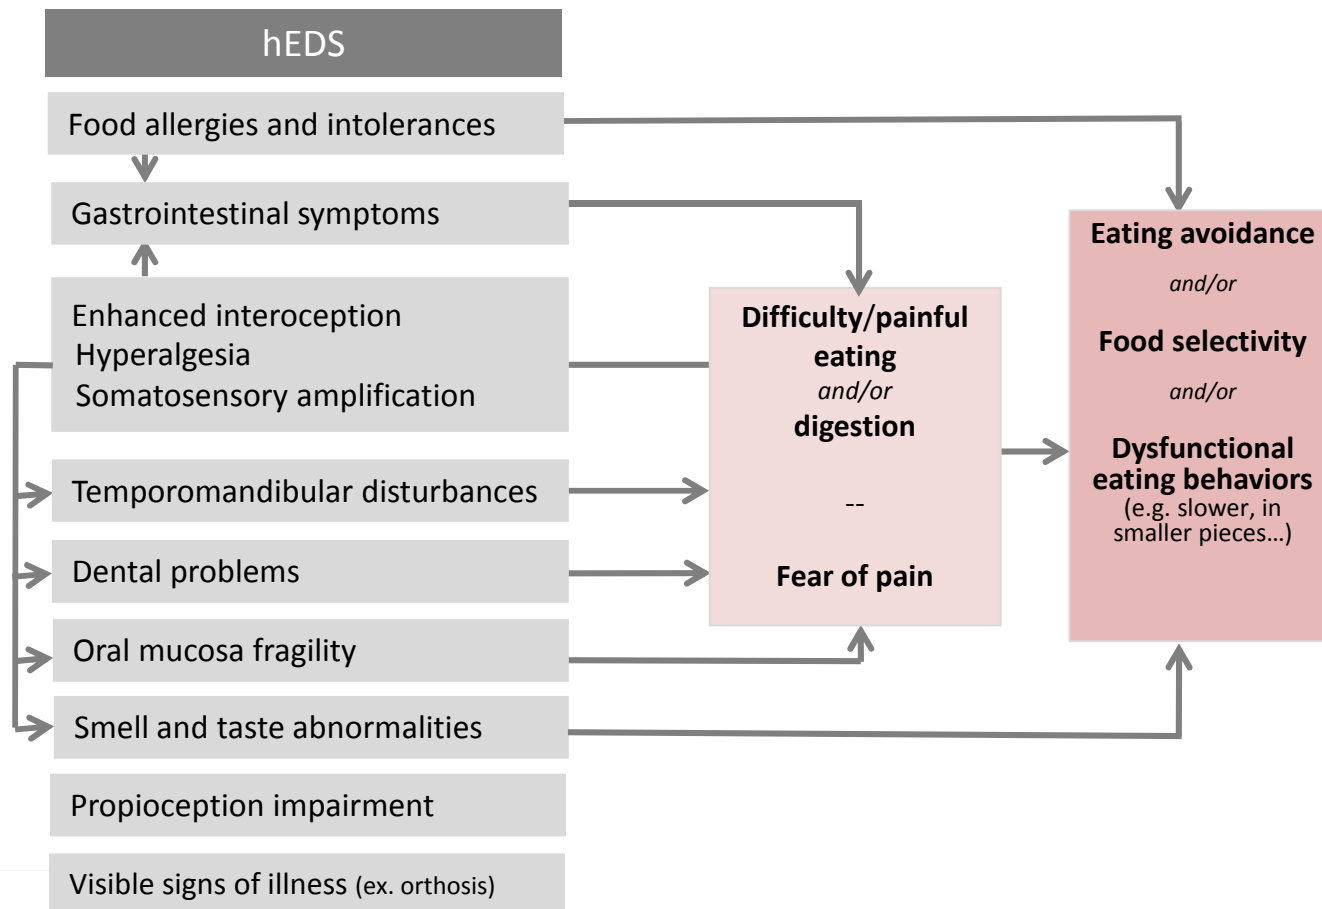 hEDS
Food allergies and intolerances
Gastrointestinal symptoms
Enhanced interoception
Hyperalgesia
Somatosensory amplification
Temporomandibular disturbances
Dental problems
Oral mucosa fragility
Smell and taste abnormalities
Propioception impairment
Visible signs of illness (ex. orthosis)
Difficulty/painful
eating
and/or
digestion
--
Fear of pain
Eating avoidance
and/or
Food selectivity
and/or
Dysfunctional
eating behaviors
(e.g. slower, in
smaller pieces...)